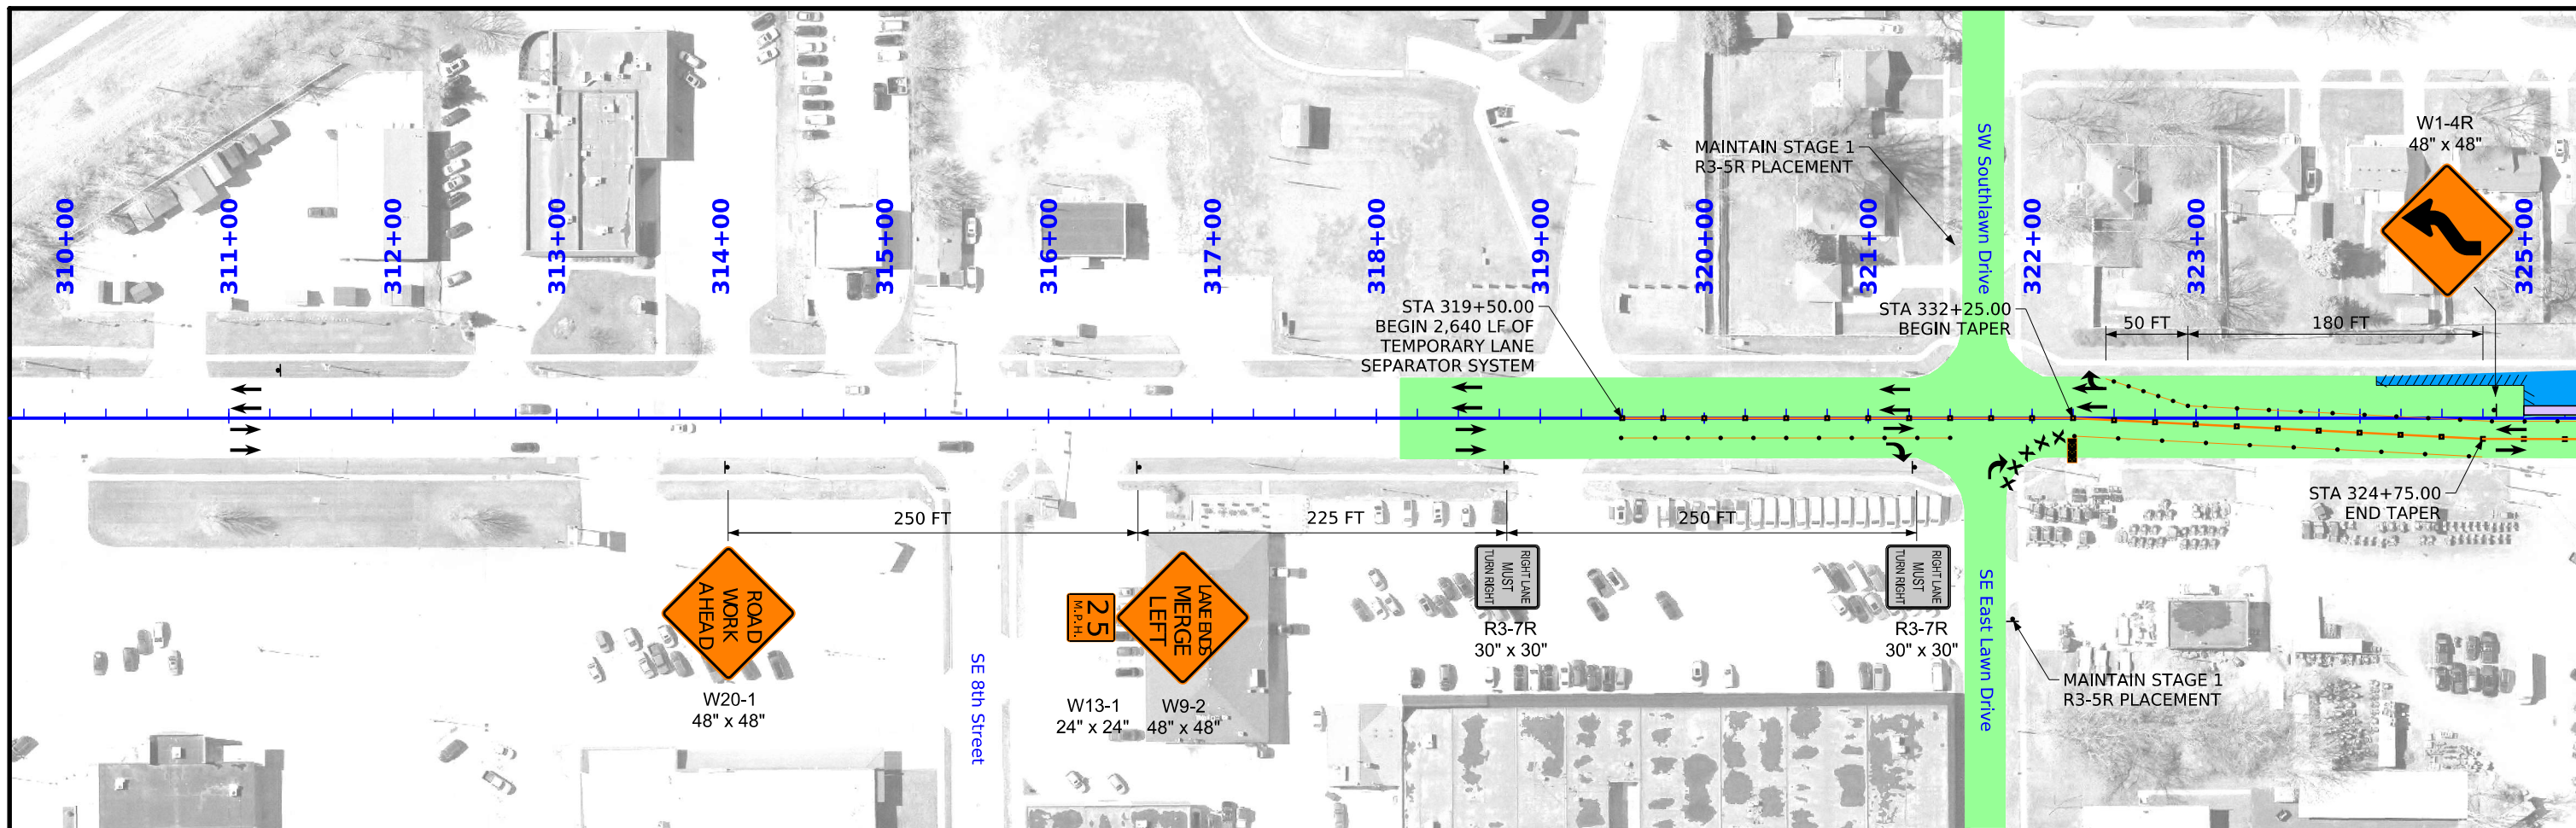 310+00
311+00
312+00
313+00
314+00
315+00
316+00
317+00
318+00
319+00
320+00
321+00
322+00
323+00
325+00
W1-4R
48" x 48"
MAINTAIN STAGE 1
R3-5R PLACEMENT
SW Southlawn Drive
STA 319+50.00
BEGIN 2,640 LF OF
TEMPORARY LANE
SEPARATOR SYSTEM
STA 332+25.00
BEGIN TAPER
50 FT
180 FT
STA 324+75.00
END TAPER
250 FT
225 FT
250 FT
ROAD
WORK
AHEAD
W20-1
48" x 48"
SE 8th Street
25
M.P.H.
W13-1
24" x 24"
LANE ENDS
MERGE
LEFT
W9-2
48" x 48"
RIGHT LANE
MUST
TURN RIGHT
R3-7R
30" x 30"
RIGHT LANE
MUST
TURN RIGHT
R3-7R
30" x 30"
SE East Lawn Drive
MAINTAIN STAGE 1
R3-5R PLACEMENT